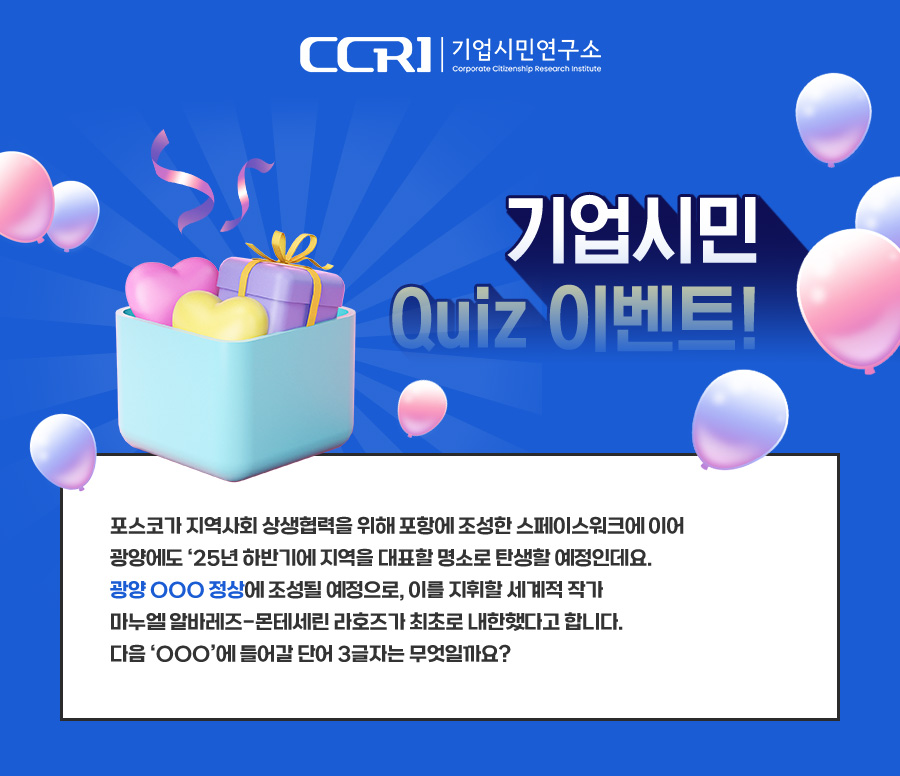 CCRI 기업시민연구소
Corporate Citizenship Research Institute
기업시민
Quiz 이벤트!
포스코가 지역사회 상생협력을 위해 포항에 조성한 스페이스워크에 이어
광양에도 ‘25년 하반기에 지역을 대표할 명소로 탄생할 예정인데요.
광양 OOO 정상에 조성될 예정으로, 이를 지휘할 세계적 작가
마누엘 알바레즈-몬테세린 라호즈가 최초로 내한했다고 합니다.
다음 ‘OOO’에 들어갈 단어 3글자는 무엇일까요?